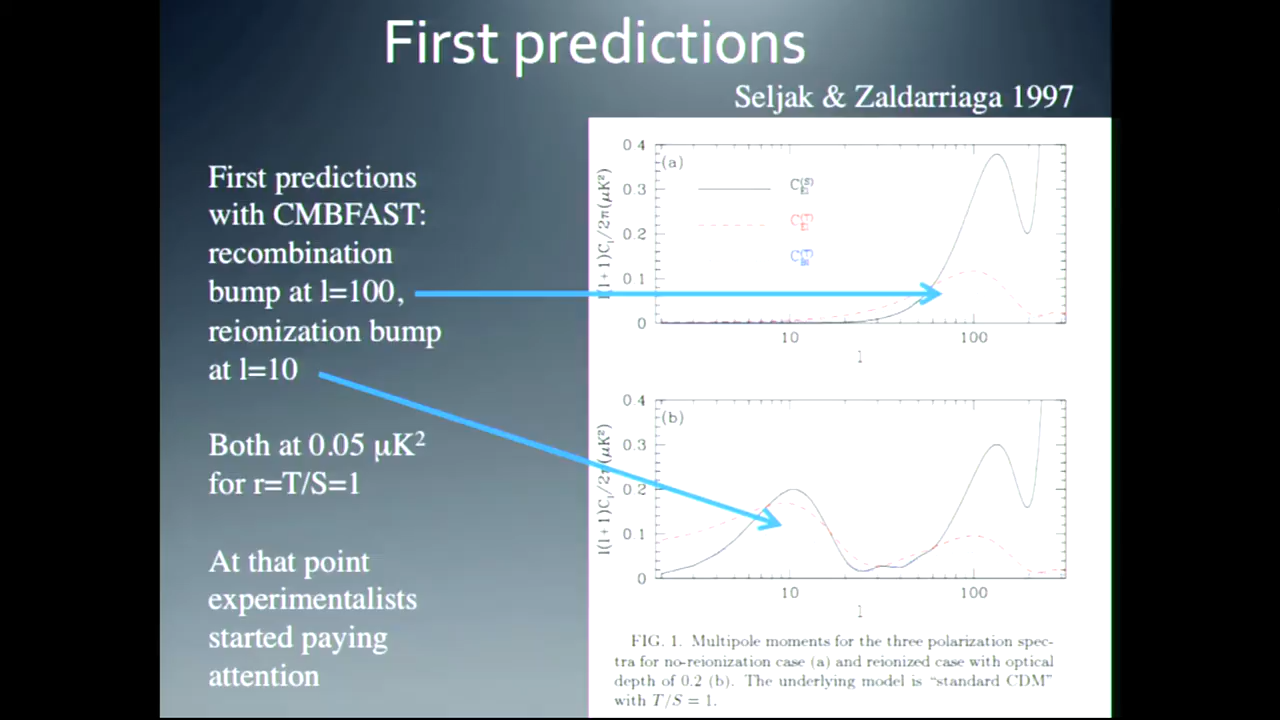 First predictions
Seljak & Zaldarriaga 1997
First predictions
with CMBFAST:
recombination
bump at l=100,
reionization bump
at l=10
Both at 0.05 μK²
for r=T/S=1
At that point
experimentalists
started paying
attention
(a)
0 4
0.3
0 2
0 1
0
l(l+1)C_l/2π(μK²)
10
100
l
(b)
0 4
0.3
0 2
0 1
0
l(l+1)C_l/2π(μK²)
10
100
l
FIG. 1. Multipole moments for the three polarization spec-
tra for no-reionization case (a) and reionized case with optical
depth of 0.2 (b). The underlying model is "standard CDM"
with T/S = 1.